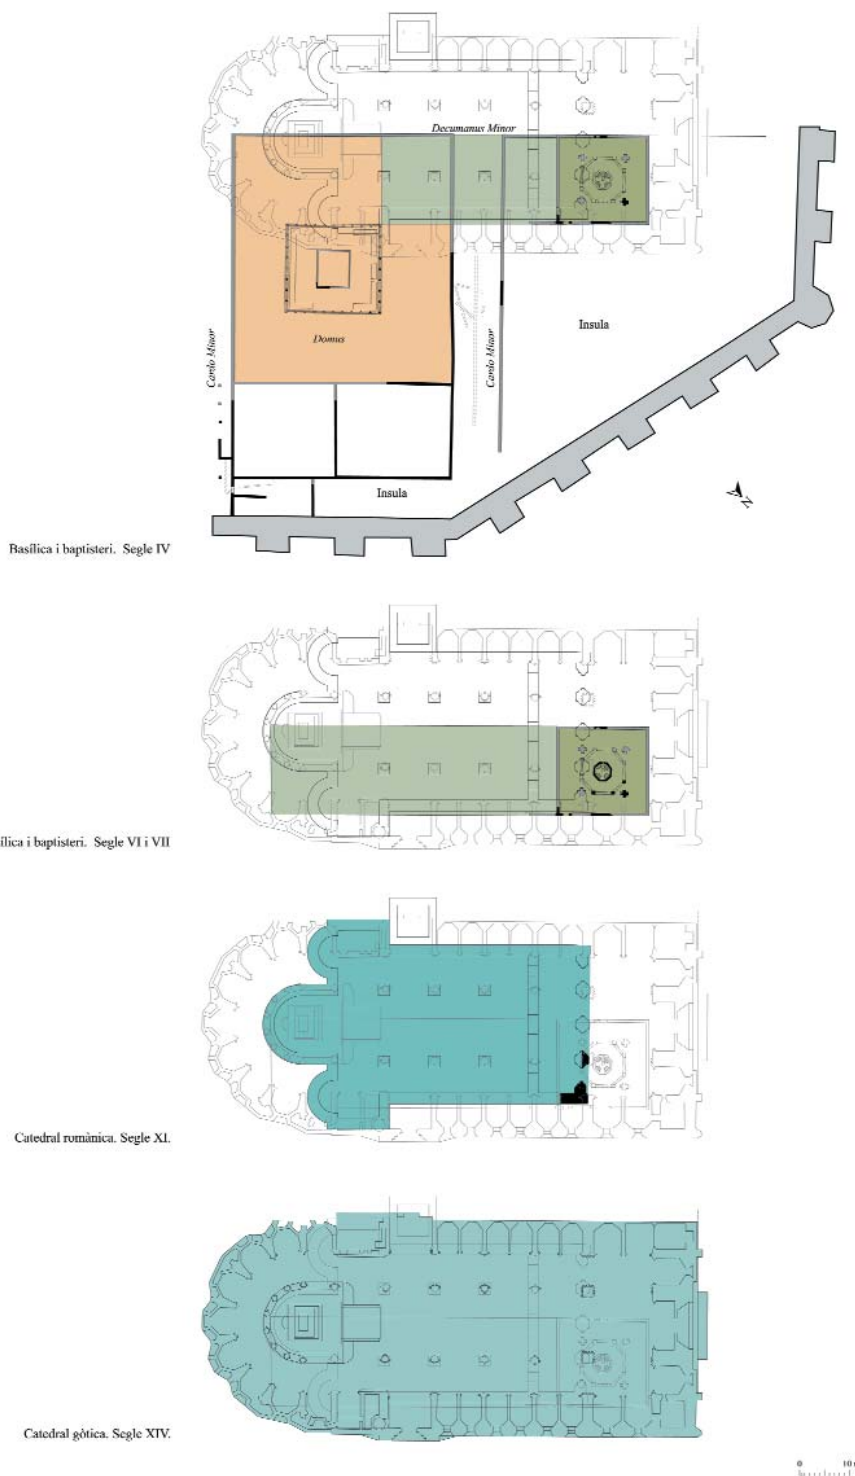 Decumanus Minor
Insula
Domus
Cardo Minor
Cardo Minor
Insula
N
Basílica i baptisteri. Segle IV
ílica i baptisteri. Segle VI i VII
Catedral romànica. Segle XI.
Catedral gòtica. Segle XIV.
0 10